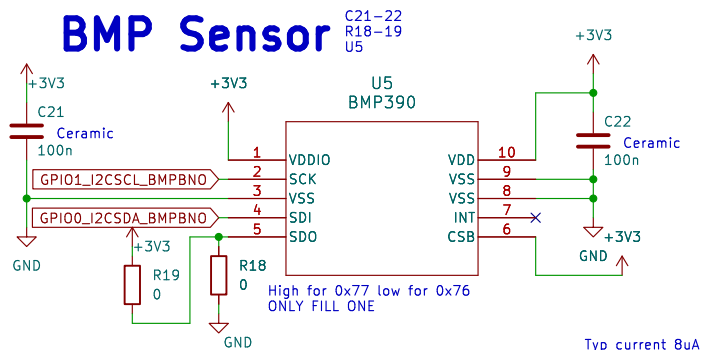 BMP Sensor
C21-22
R18-19
U5
+3V3
C21
Ceramic
100n
GND
+3V3
U5
BMP390
1 VDDIO
2 SCK
3 VSS
4 SDI
5 SDO
VDD 10
VSS 9
VSS 8
INT 7
CSB 6
GPIO1_I2CSCL_BMPBNO
GPIO0_I2CSDA_BMPBNO
+3V3
R19
0
R18
0
GND
High for 0x77 low for 0x76
ONLY FILL ONE
+3V3
C22
Ceramic
100n
GND
+3V3
Typ current 8uA